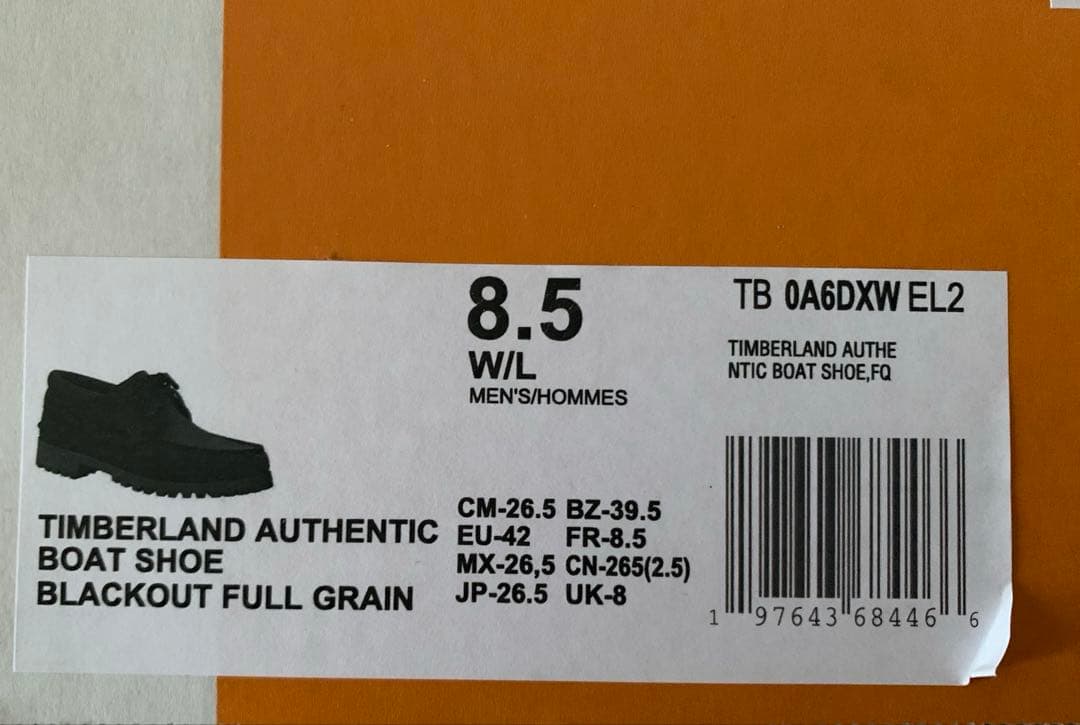 8.5
W/L
MEN'S/HOMMES
TB 0A6DXW EL2
TIMBERLAND AUTHE
NTIC BOAT SHOE,FQ
TIMBERLAND AUTHENTIC
BOAT SHOE
BLACKOUT FULL GRAIN
CM-26.5 BZ-39.5
EU-42 FR-8.5
MX-26,5 CN-265(2.5)
JP-26.5 UK-8
1 97643 68446 6